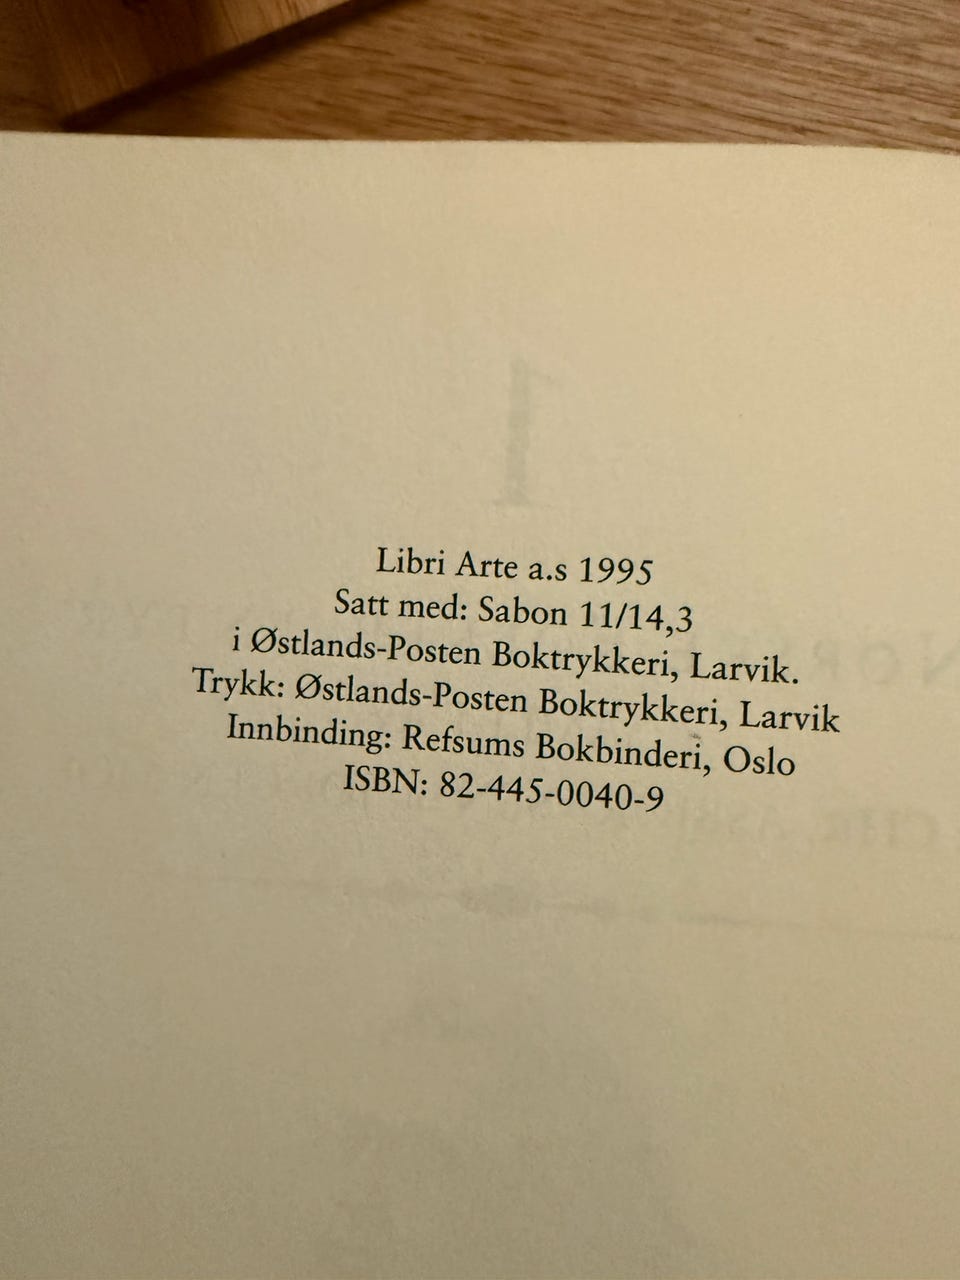 Libri Arte a.s 1995
Satt med: Sabon 11/14,3
i Østlands-Posten Boktrykkeri, Larvik.
Trykk: Østlands-Posten Boktrykkeri, Larvik
Innbinding: Refsums Bokbinderi, Oslo
ISBN: 82-445-0040-9